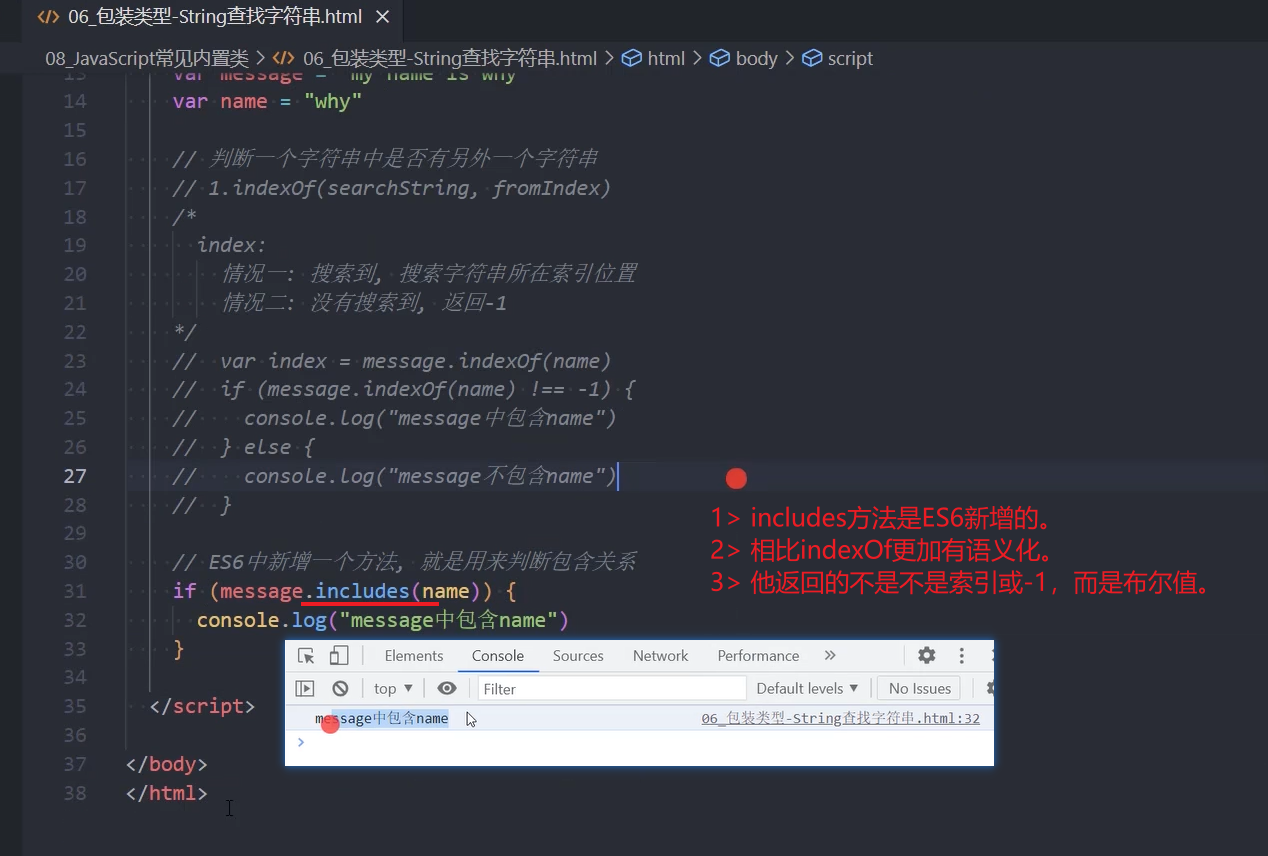 06_包装类型-String查找字符串.html
08_JavaScript常见内置类 > 06_包装类型-String查找字符串.html > html > body > script
13 var message = "my name is why"
14 var name = "why"
15
16 // 判断一个字符串中是否有另外一个字符串
17 // 1.indexOf(searchString, fromIndex)
18 /*
19 index:
20 情况一: 搜索到, 搜索字符串所在索引位置
21 情况二: 没有搜索到, 返回-1
22 */
23 // var index = message.indexOf(name)
24 // if (message.indexOf(name) !== -1) {
25 // console.log("message中包含name")
26 // } else {
27 // console.log("message不包含name")
28 // }
29
30 // ES6中新增一个方法, 就是用来判断包含关系
31 if (message.includes(name)) {
32 console.log("message中包含name")
33 }
34
35 </script>
36
37 </body>
38 </html>
1> includes方法是ES6新增的。
2> 相比indexOf更加有语义化。
3> 他返回的不是不是索引或-1，而是布尔值。
Elements Console Sources Network Performance »
top ▼ Filter Default levels ▼ No Issues
message中包含name 06_包装类型-String查找字符串.html:32
>